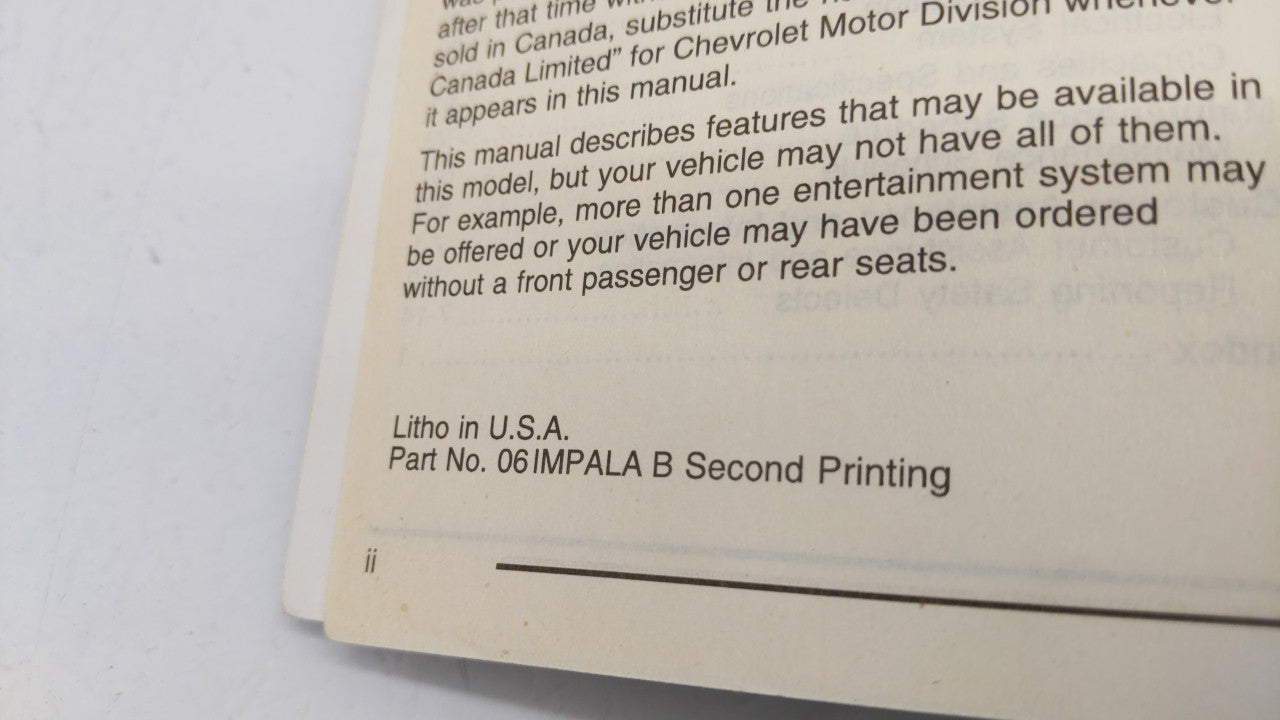 after that time
sold in Canada, substitute the
Canada Limited” for Chevrolet Motor Division whenever
it appears in this manual.
This manual describes features that may be available in
this model, but your vehicle may not have all of them.
For example, more than one entertainment system may
be offered or your vehicle may have been ordered
without a front passenger or rear seats.
Litho in U.S.A.
Part No. 06IMPALA B Second Printing
ii